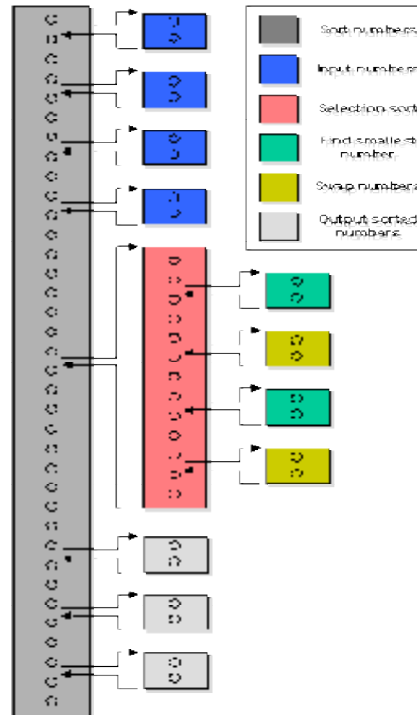 Sort numbers
Input numbers
Selection sort
Find smallest
number
Swap numbers
Output sorted
numbers